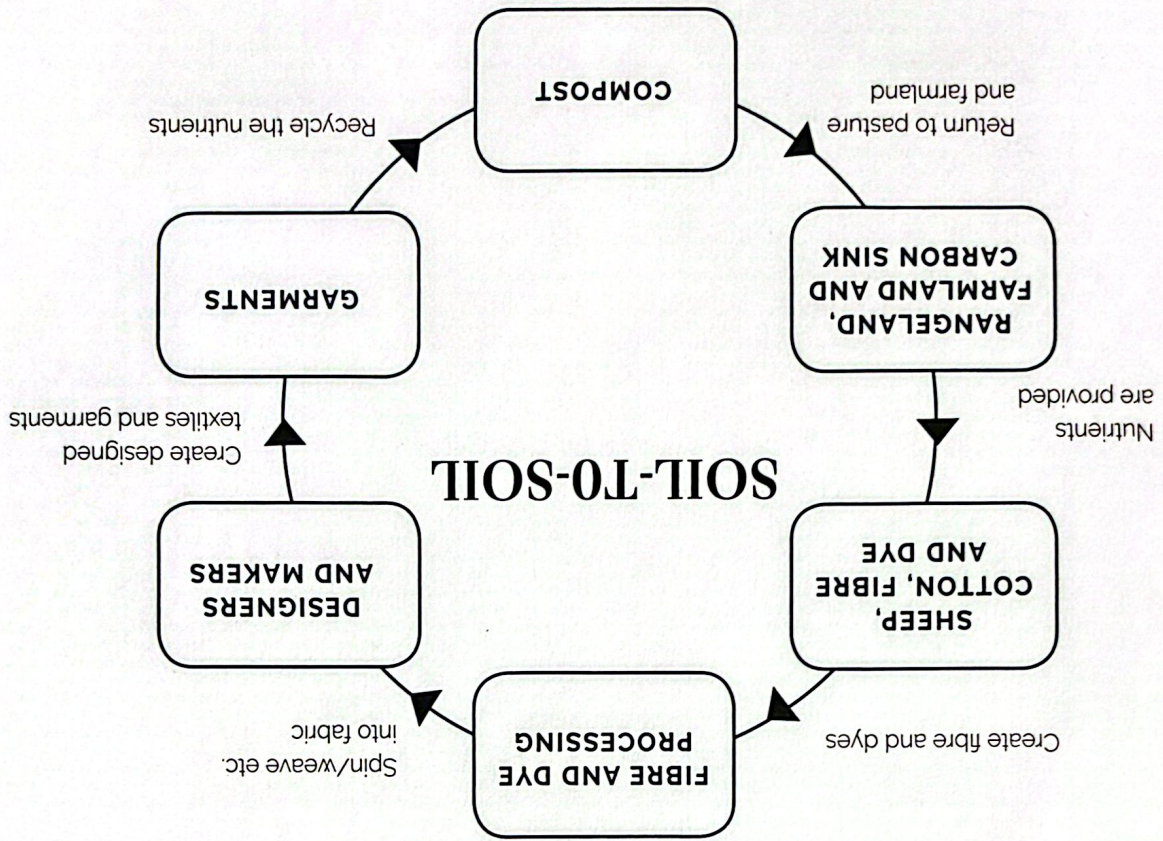 FIBRE AND DYE
PROCESSING
Spin/weave etc.
into fabric
DESIGNERS
AND MAKERS
Create designed
textiles and garments
GARMENTS
Recycle the nutrients
COMPOST
Return to pasture
and farmland
RANGELAND,
FARMLAND AND
CARBON SINK
Nutrients
are provided
SHEEP,
COTTON, FIBRE
AND DYE
Create fibre and dyes
SOIL-T0-SOIL